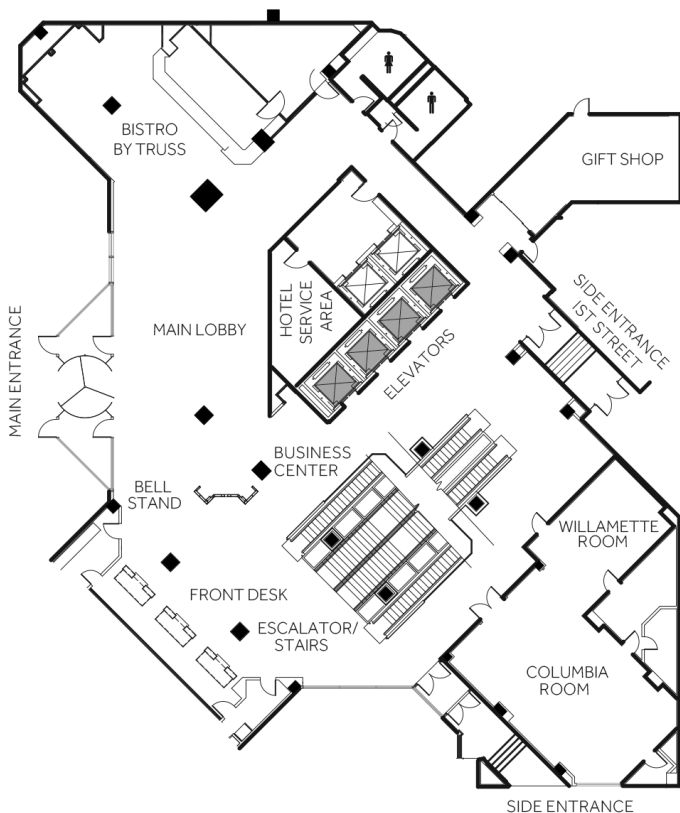 BISTRO
BY TRUSS
GIFT SHOP
MAIN ENTRANCE
MAIN LOBBY
HOTEL
SERVICE
AREA
ELEVATORS
SIDE ENTRANCE
1ST STREET
BUSINESS
CENTER
BELL
STAND
WILLAMETTE
ROOM
FRONT DESK
ESCALATOR/
STAIRS
COLUMBIA
ROOM
SIDE ENTRANCE